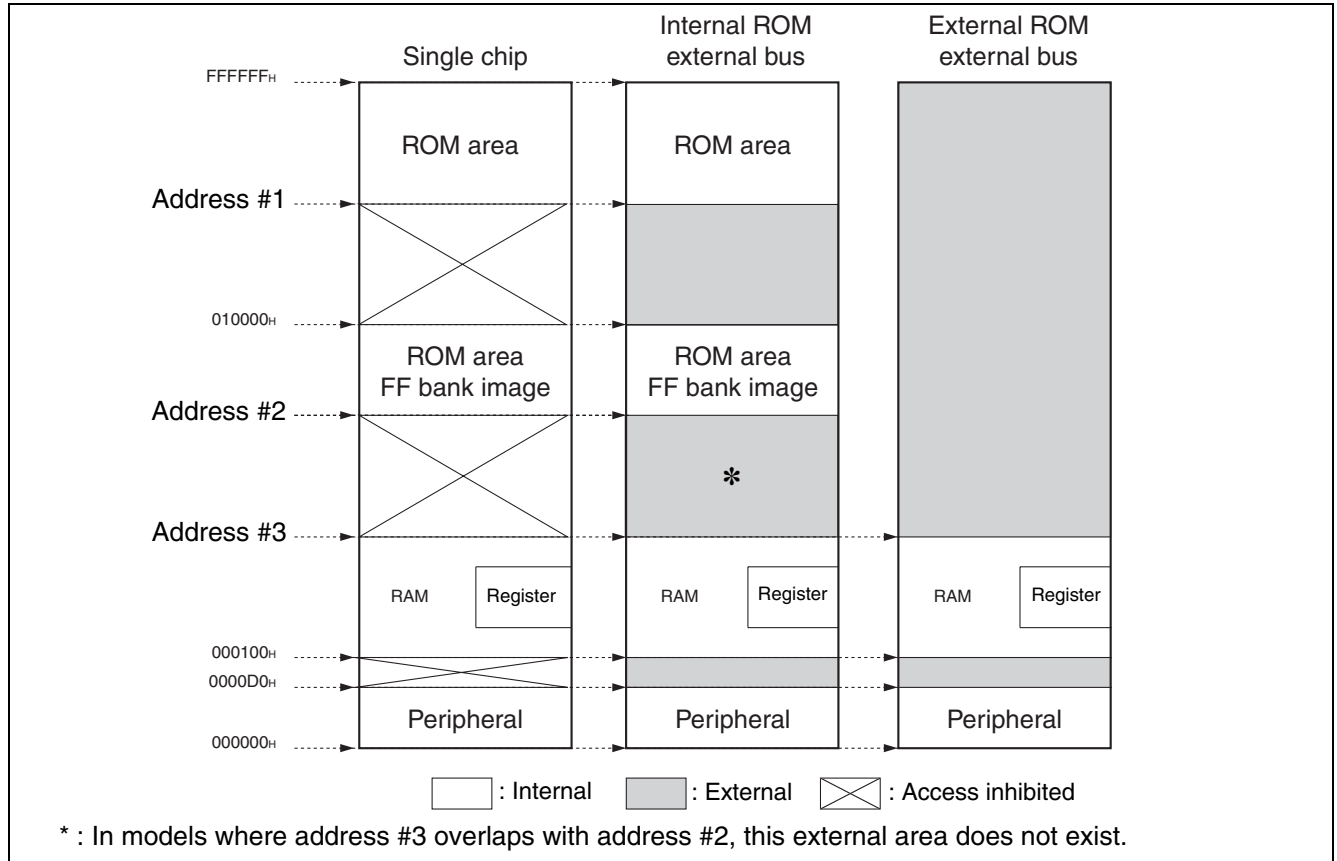 Single chip
Internal ROM
external bus
External ROM
external bus
FFFFFFH
ROM area
ROM area
Address #1
010000H
ROM area
FF bank image
ROM area
FF bank image
Address #2
*
Address #3
RAM
Register
RAM
Register
RAM
Register
000100H
0000D0H
Peripheral
Peripheral
Peripheral
000000H
: Internal
: External
: Access inhibited
* : In models where address #3 overlaps with address #2, this external area does not exist.